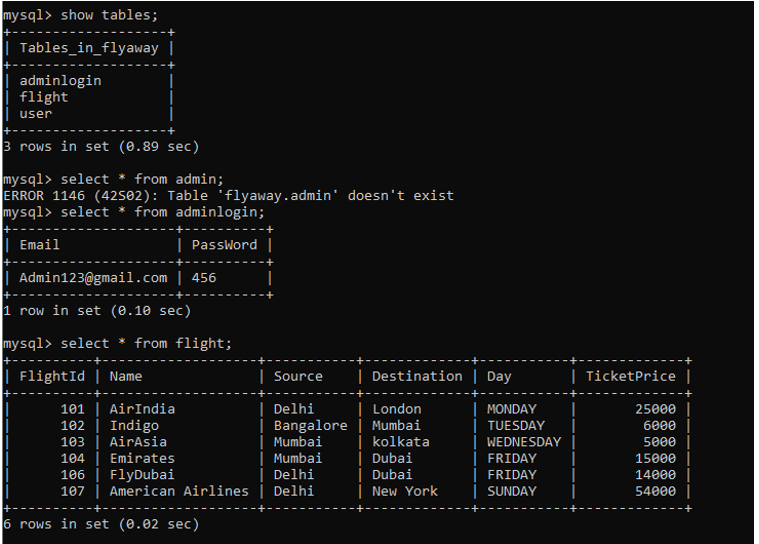 mysql> show tables;
+-------------------+
| Tables_in_flyaway |
+-------------------+
| adminlogin        |
| flight            |
| user              |
+-------------------+
3 rows in set (0.89 sec)

mysql> select * from admin;
ERROR 1146 (42S02): Table 'flyaway.admin' doesn't exist
mysql> select * from adminlogin;
+--------------------+----------+
| Email              | PassWord |
+--------------------+----------+
| Admin123@gmail.com | 456      |
+--------------------+----------+
1 row in set (0.10 sec)

mysql> select * from flight;
+----------+-------------------+-----------+-------------+-----------+-------------+
| FlightId | Name              | Source    | Destination | Day       | TicketPrice |
+----------+-------------------+-----------+-------------+-----------+-------------+
|      101 | AirIndia          | Delhi     | London      | MONDAY    |       25000 |
|      102 | Indigo            | Bangalore | Mumbai      | TUESDAY   |        6000 |
|      103 | AirAsia           | Mumbai    | kolkata     | WEDNESDAY |        5000 |
|      104 | Emirates          | Mumbai    | Dubai       | FRIDAY    |       15000 |
|      106 | FlyDubai          | Delhi     | Dubai       | FRIDAY    |       14000 |
|      107 | American Airlines | Delhi     | New York    | SUNDAY    |       54000 |
+----------+-------------------+-----------+-------------+-----------+-------------+
6 rows in set (0.02 sec)